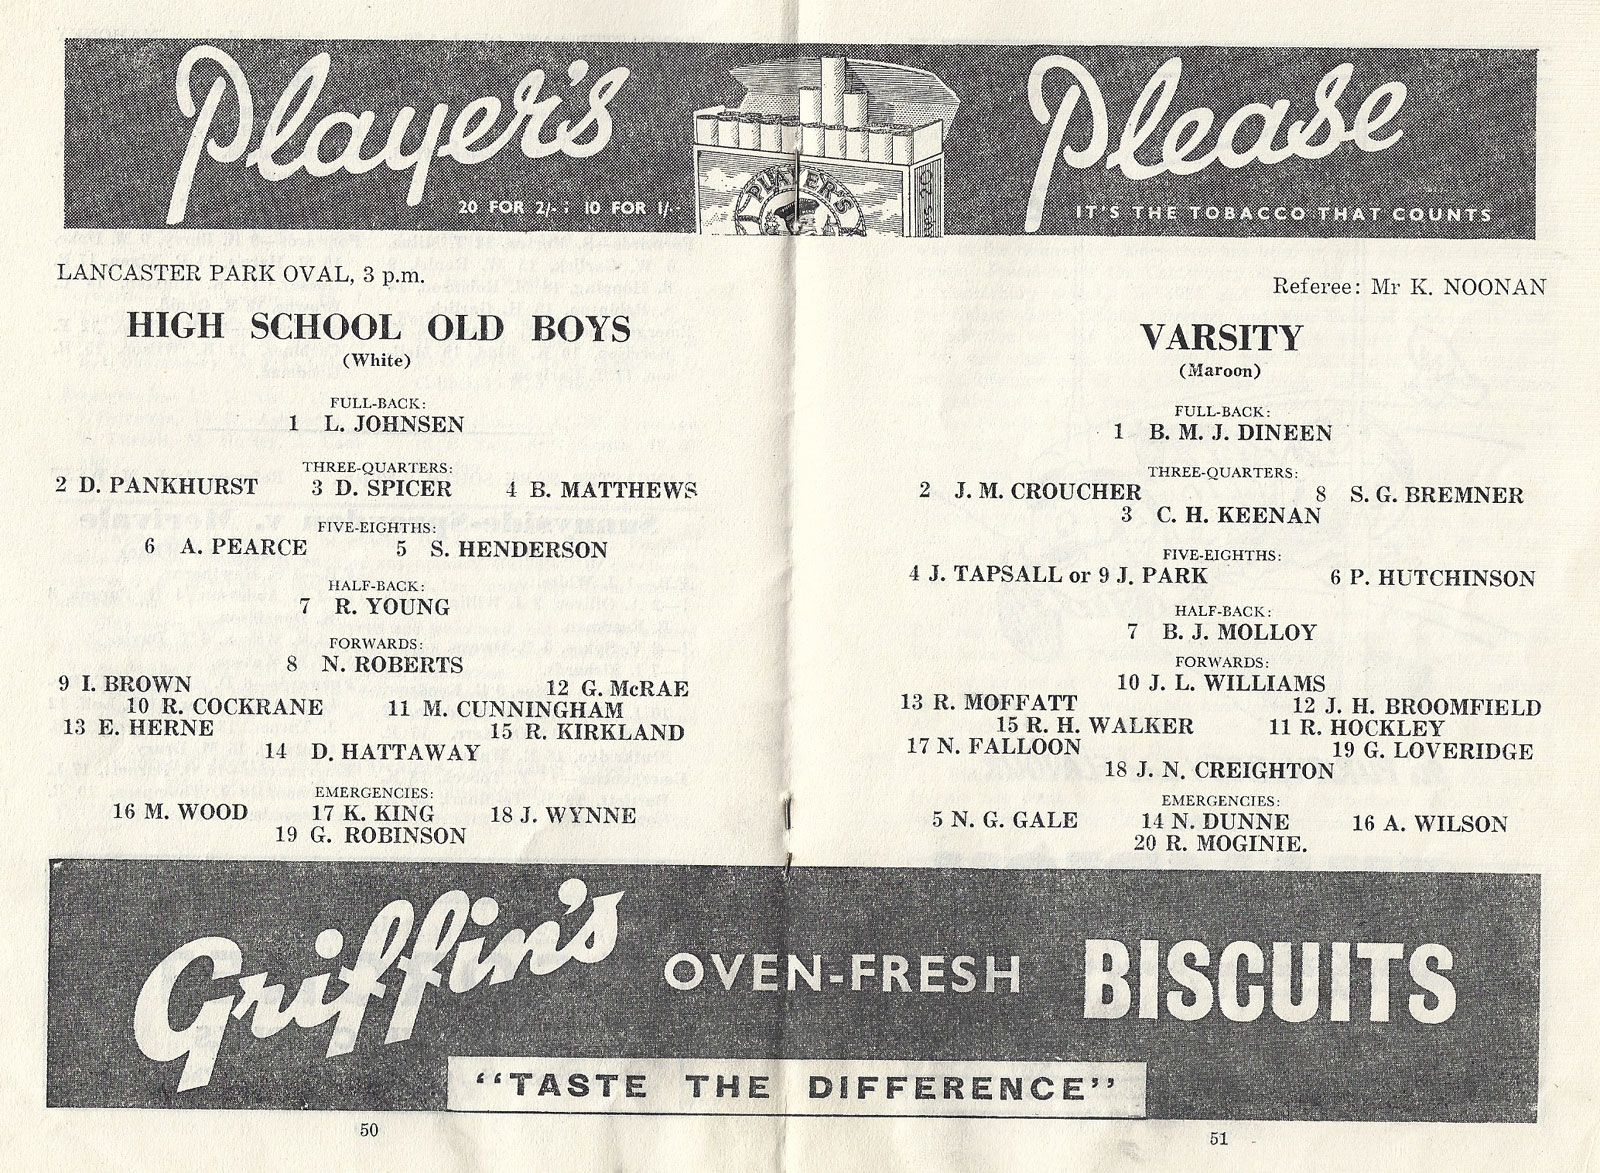 Player's Please
20 FOR 2/- ; 10 FOR 1/-
PLAYER'S
IT'S THE TOBACCO THAT COUNTS
LANCASTER PARK OVAL, 3 p.m.
HIGH SCHOOL OLD BOYS
(White)
FULL-BACK:
1 L. JOHNSEN
THREE-QUARTERS:
2 D. PANKHURST 3 D. SPICER 4 B. MATTHEWS
FIVE-EIGHTHS:
6 A. PEARCE 5 S. HENDERSON
HALF-BACK:
7 R. YOUNG
FORWARDS:
8 N. ROBERTS
9 I. BROWN 12 G. McRAE
10 R. COCKRANE 11 M. CUNNINGHAM
13 E. HERNE 15 R. KIRKLAND
14 D. HATTAWAY
EMERGENCIES:
16 M. WOOD 17 K. KING 18 J. WYNNE
19 G. ROBINSON
Referee: Mr K. NOONAN
VARSITY
(Maroon)
FULL-BACK:
1 B. M. J. DINEEN
THREE-QUARTERS:
2 J. M. CROUCHER 8 S. G. BREMNER
3 C. H. KEENAN
FIVE-EIGHTHS:
4 J. TAPSALL or 9 J. PARK 6 P. HUTCHINSON
HALF-BACK:
7 B. J. MOLLOY
FORWARDS:
10 J. L. WILLIAMS
13 R. MOFFATT 12 J. H. BROOMFIELD
15 R. H. WALKER 11 R. HOCKLEY
17 N. FALLOON 19 G. LOVERIDGE
18 J. N. CREIGHTON
EMERGENCIES:
5 N. G. GALE 14 N. DUNNE 16 A. WILSON
20 R. MOGINIE.
Griffin's OVEN-FRESH BISCUITS
"TASTE THE DIFFERENCE"
50
51